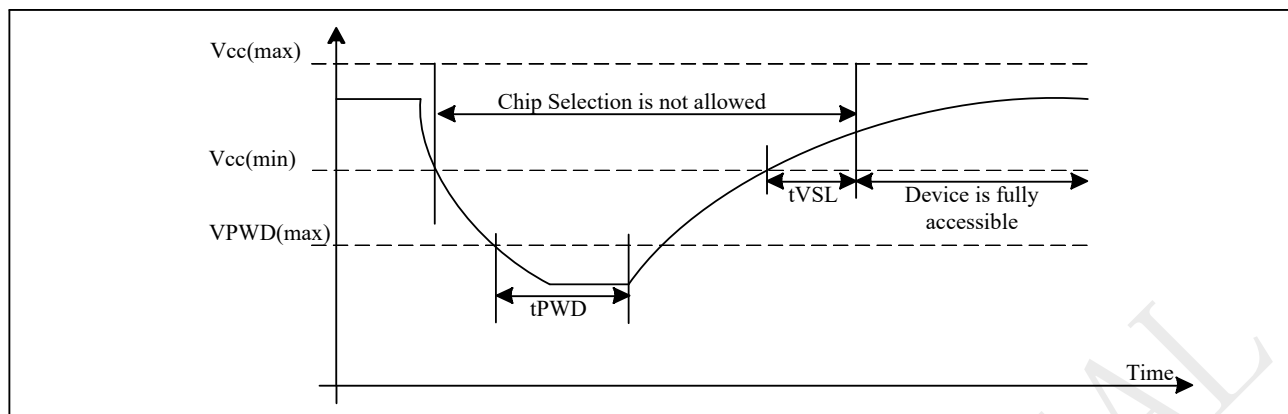 Vcc(max)
Chip Selection is not allowed
Vcc(min)
tVSL
Device is fully
accessible
VPWD(max)
tPWD
Time